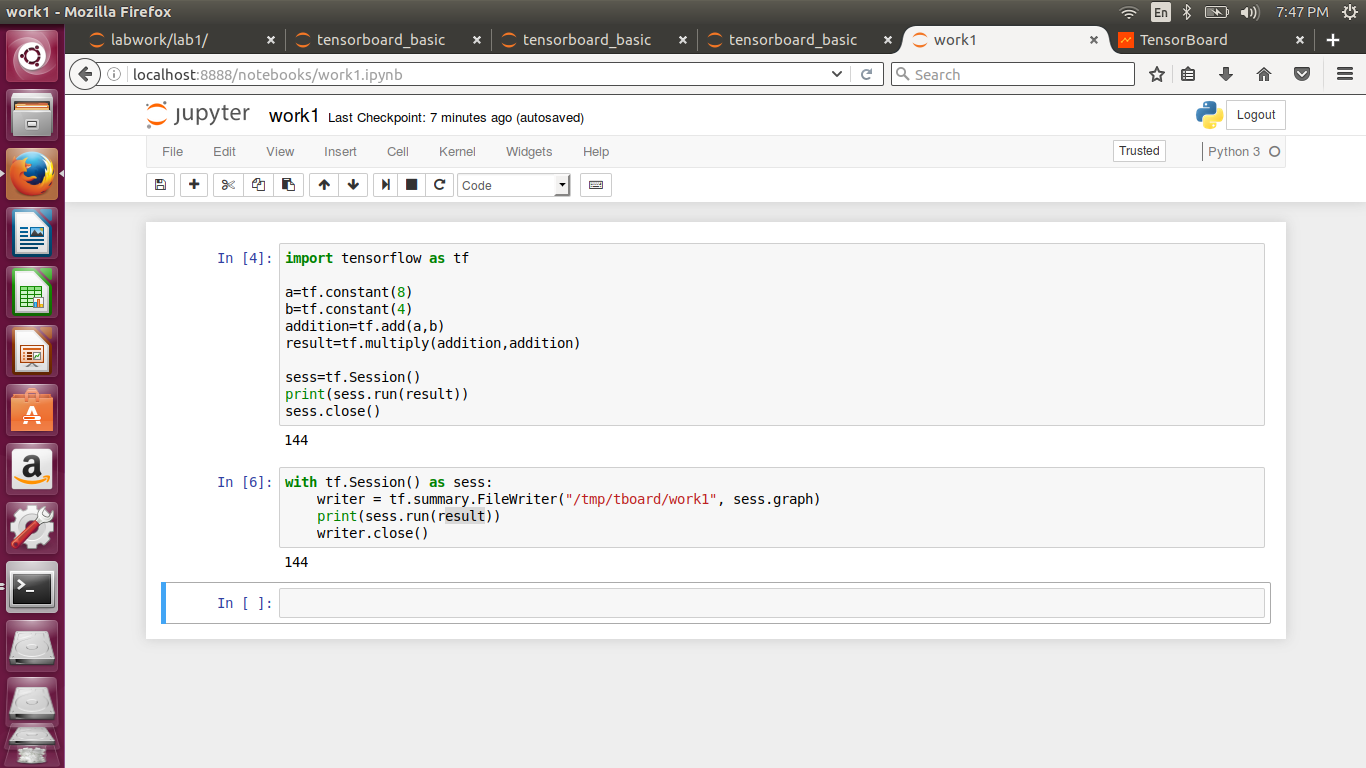 work1 - Mozilla Firefox
En
7:47 PM
labwork/lab1/
tensorboard_basic
tensorboard_basic
tensorboard_basic
work1
TensorBoard
localhost:8888/notebooks/work1.ipynb
Search
jupyter
work1
Last Checkpoint: 7 minutes ago (autosaved)
Logout
File Edit View Insert Cell Kernel Widgets Help
Trusted
Python 3
Code
In [4]:
import tensorflow as tf
a=tf.constant(8)
b=tf.constant(4)
addition=tf.add(a,b)
result=tf.multiply(addition,addition)
sess=tf.Session()
print(sess.run(result))
sess.close()
144
In [6]:
with tf.Session() as sess:
    writer = tf.summary.FileWriter("/tmp/tboard/work1", sess.graph)
    print(sess.run(result))
    writer.close()
144
In [ ]: